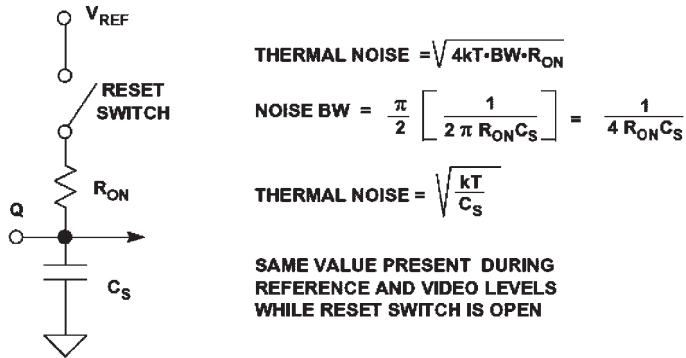 V_REF
RESET
SWITCH
R_ON
Q
C_S
THERMAL NOISE = √(4kT•BW•R_ON)
NOISE BW = π/2 [ 1/(2 π R_ON C_S) ] = 1/(4 R_ON C_S)
THERMAL NOISE = √(kT/C_S)
SAME VALUE PRESENT DURING
REFERENCE AND VIDEO LEVELS
WHILE RESET SWITCH IS OPEN